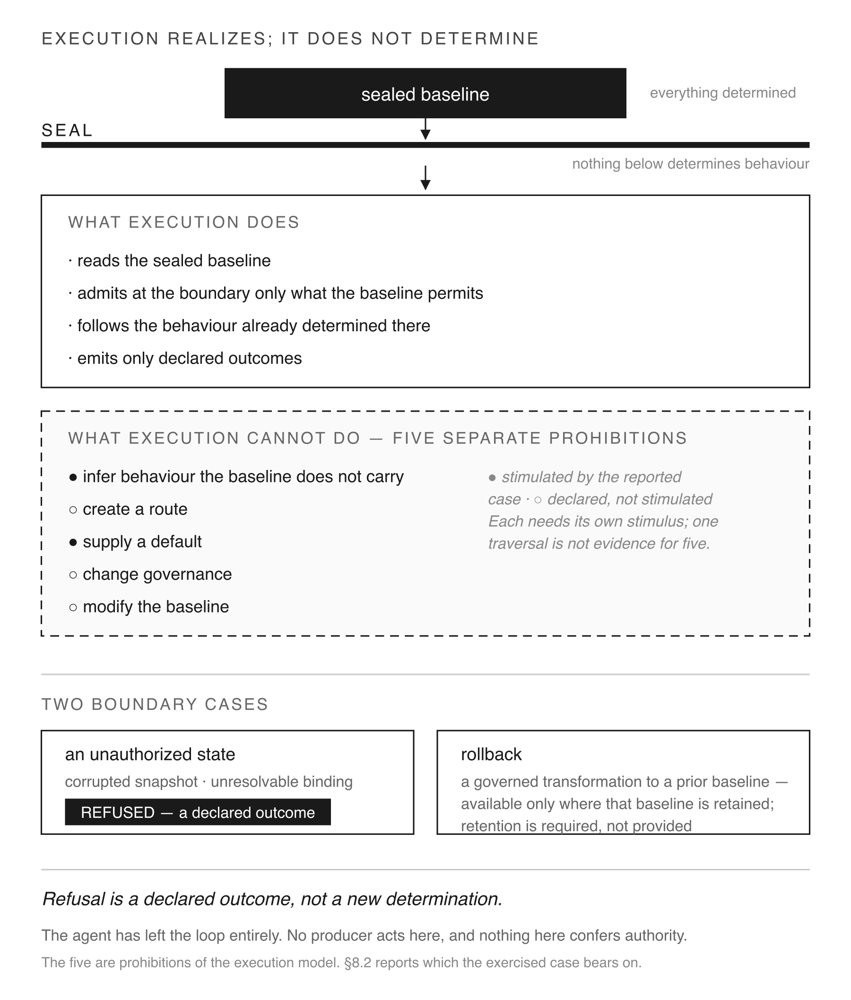 EXECUTION REALIZES; IT DOES NOT DETERMINE
sealed baseline
everything determined
SEAL
nothing below determines behaviour
WHAT EXECUTION DOES
· reads the sealed baseline
· admits at the boundary only what the baseline permits
· follows the behaviour already determined there
· emits only declared outcomes
WHAT EXECUTION CANNOT DO — FIVE SEPARATE PROHIBITIONS
● infer behaviour the baseline does not carry
○ create a route
● supply a default
○ change governance
○ modify the baseline
● stimulated by the reported
case · ○ declared, not stimulated
Each needs its own stimulus; one
traversal is not evidence for five.
TWO BOUNDARY CASES
an unauthorized state
corrupted snapshot · unresolvable binding
REFUSED — a declared outcome
rollback
a governed transformation to a prior baseline —
available only where that baseline is retained;
retention is required, not provided
Refusal is a declared outcome, not a new determination.
The agent has left the loop entirely. No producer acts here, and nothing here confers authority.
The five are prohibitions of the execution model. §8.2 reports which the exercised case bears on.